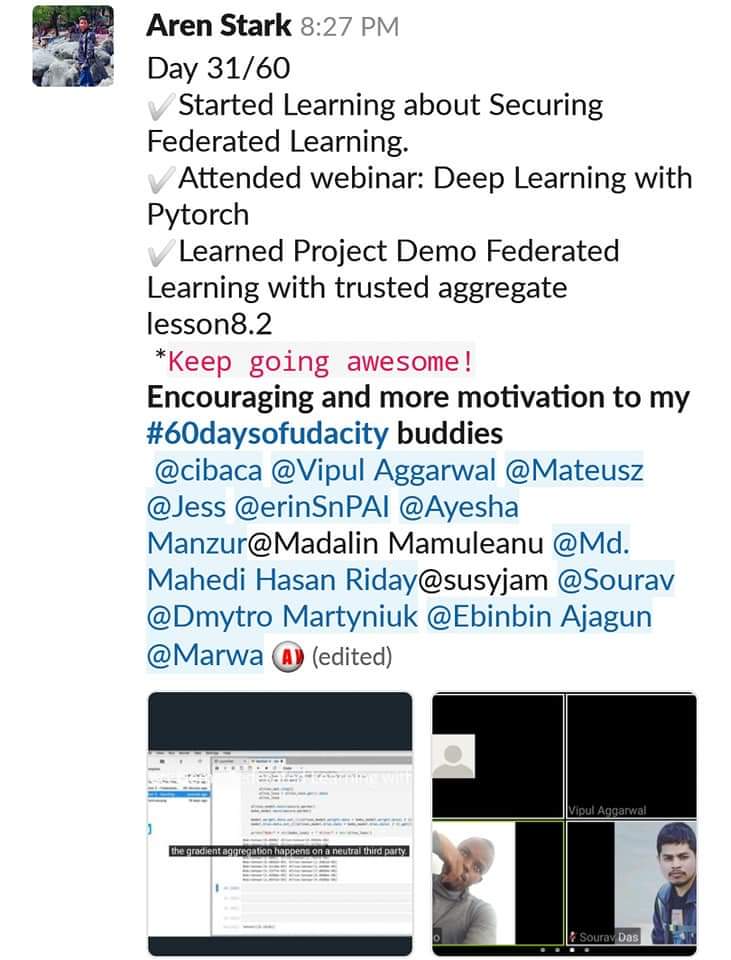 Aren Stark 8:27 PM
Day 31/60
✔Started Learning about Securing
Federated Learning.
✔Attended webinar: Deep Learning with
Pytorch
✔Learned Project Demo Federated
Learning with trusted aggregate
lesson8.2
*Keep going awesome!
Encouraging and more motivation to my
#60daysofudacity buddies
@cibaca @Vipul Aggarwal @Mateusz
@Jess @erinSnPAI @Ayesha
Manzur@Madalin Mamuleanu @Md.
Mahedi Hasan Riday@susyjam @Sourav
@Dmytro Martyniuk @Ebinbin Ajagun
@Marwa (edited)
the gradient aggregation happens on a neutral third party.
Vipul Aggarwal
Sourav Das